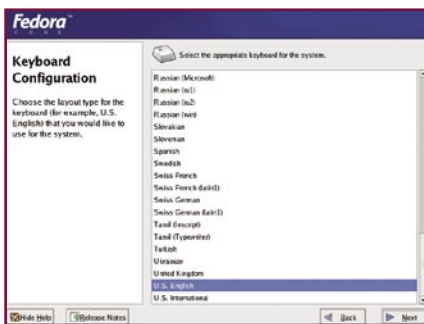 Fedora™
CORE
Keyboard
Configuration
Choose the layout type for the
keyboard (for example, U.S.
English) that you would like to
use for the system.
Select the appropriate keyboard for the system.
Russian (Microsoft)
Russian (ru1)
Russian (ru2)
Russian (win)
Slovakian
Slovenian
Spanish
Swedish
Swiss French
Swiss French (latin1)
Swiss German
Swiss German (latin1)
Tamil (Inscript)
Tamil (Typewriter)
Turkish
Ukranian
United Kingdom
U.S. English
U.S. International
Hide Help
Release Notes
Back
Next